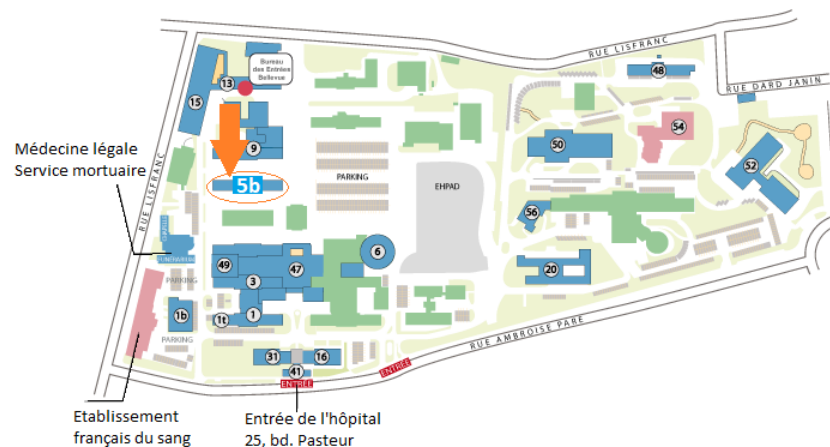 RUE LISFRANC
Bureau
des Entrées
Bellevue
13
15
48
RUE DARD JANIN
54
9
50
52
Médecine légale
Service mortuaire
5b
PARKING
EHPAD
RUE LISFRANC
56
6
49
47
3
20
PARKING
1b
1t
1
PARKING
RUE AMBROISE PARE
31
16
41
ENTRÉE
ENTRÉE
Etablissement
français du sang
Entrée de l'hôpital
25, bd. Pasteur